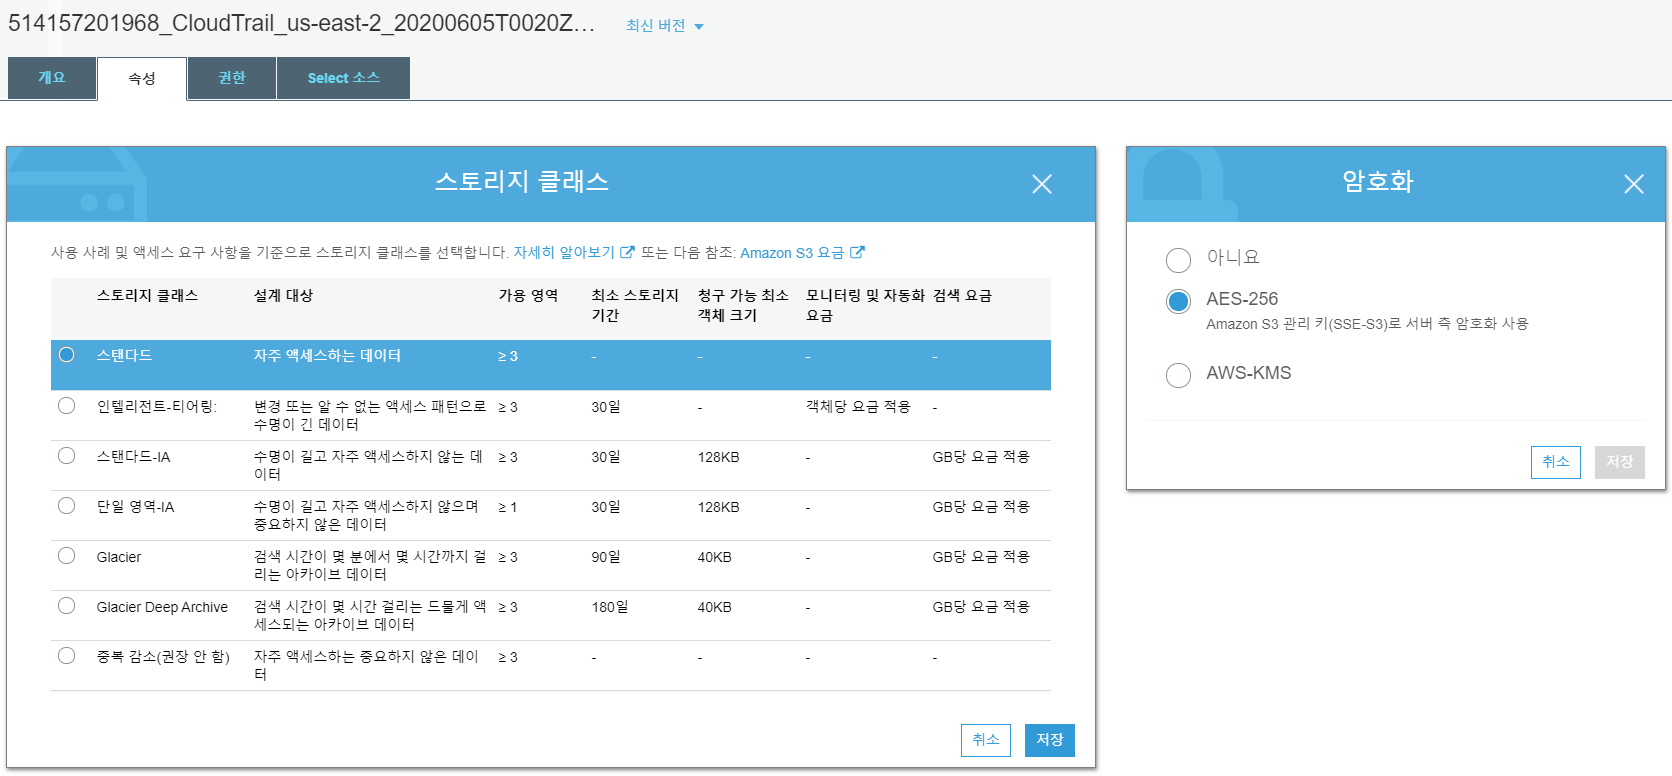 514157201968_CloudTrail_us-east-2_20200605T0020Z... 최신 버전
개요 속성 권한 Select 소스
스토리지 클래스
사용 사례 및 액세스 요구 사항을 기준으로 스토리지 클래스를 선택합니다. 자세히 알아보기 또는 다음 참조: Amazon S3 요금
스토리지 클래스 설계 대상 가용 영역 최소 스토리지 기간 청구 가능 최소 객체 크기 모니터링 및 자동화 요금 검색 요금
스탠다드 자주 액세스하는 데이터 ≥ 3 - - - -
인텔리전트-티어링: 변경 또는 알 수 없는 액세스 패턴으로 ≥ 3 30일 - 객체당 요금 적용 -
수명이 긴 데이터
스탠다드-IA 수명이 길고 자주 액세스하지 않는 데 ≥ 3 30일 128KB - GB당 요금 적용
이터
단일 영역-IA 수명이 길고 자주 액세스하지 않으며 ≥ 1 30일 128KB - GB당 요금 적용
중요하지 않은 데이터
Glacier 검색 시간이 몇 분에서 몇 시간까지 걸 ≥ 3 90일 40KB - GB당 요금 적용
리는 아카이브 데이터
Glacier Deep Archive 검색 시간이 몇 시간 걸리는 드물게 액 ≥ 3 180일 40KB - GB당 요금 적용
세스되는 아카이브 데이터
중복 감소(권장 안 함) 자주 액세스하는 중요하지 않은 데이 ≥ 3 - - - -
터
취소 저장
암호화
아니요
AES-256
Amazon S3 관리 키(SSE-S3)로 서버 측 암호화 사용
AWS-KMS
취소 저장